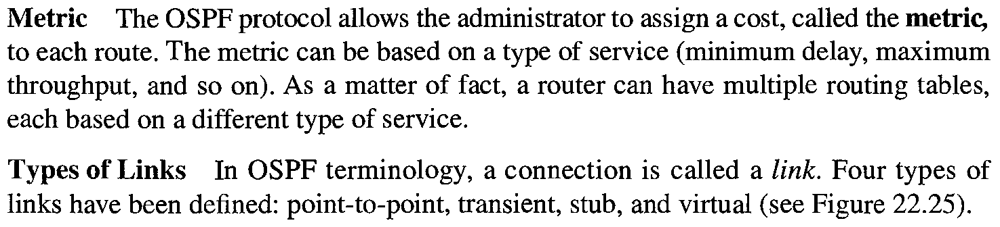 Metric The OSPF protocol allows the administrator to assign a cost, called the metric,
to each route. The metric can be based on a type of service (minimum delay, maximum
throughput, and so on). As a matter of fact, a router can have multiple routing tables,
each based on a different type of service.
Types of Links In OSPF terminology, a connection is called a link. Four types of
links have been defined: point-to-point, transient, stub, and virtual (see Figure 22.25).